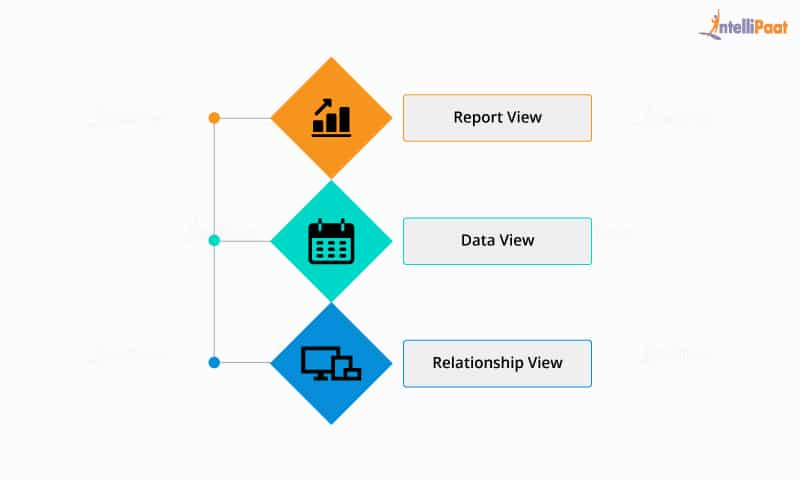 IntelliPaat
Report View
Data View
Relationship View